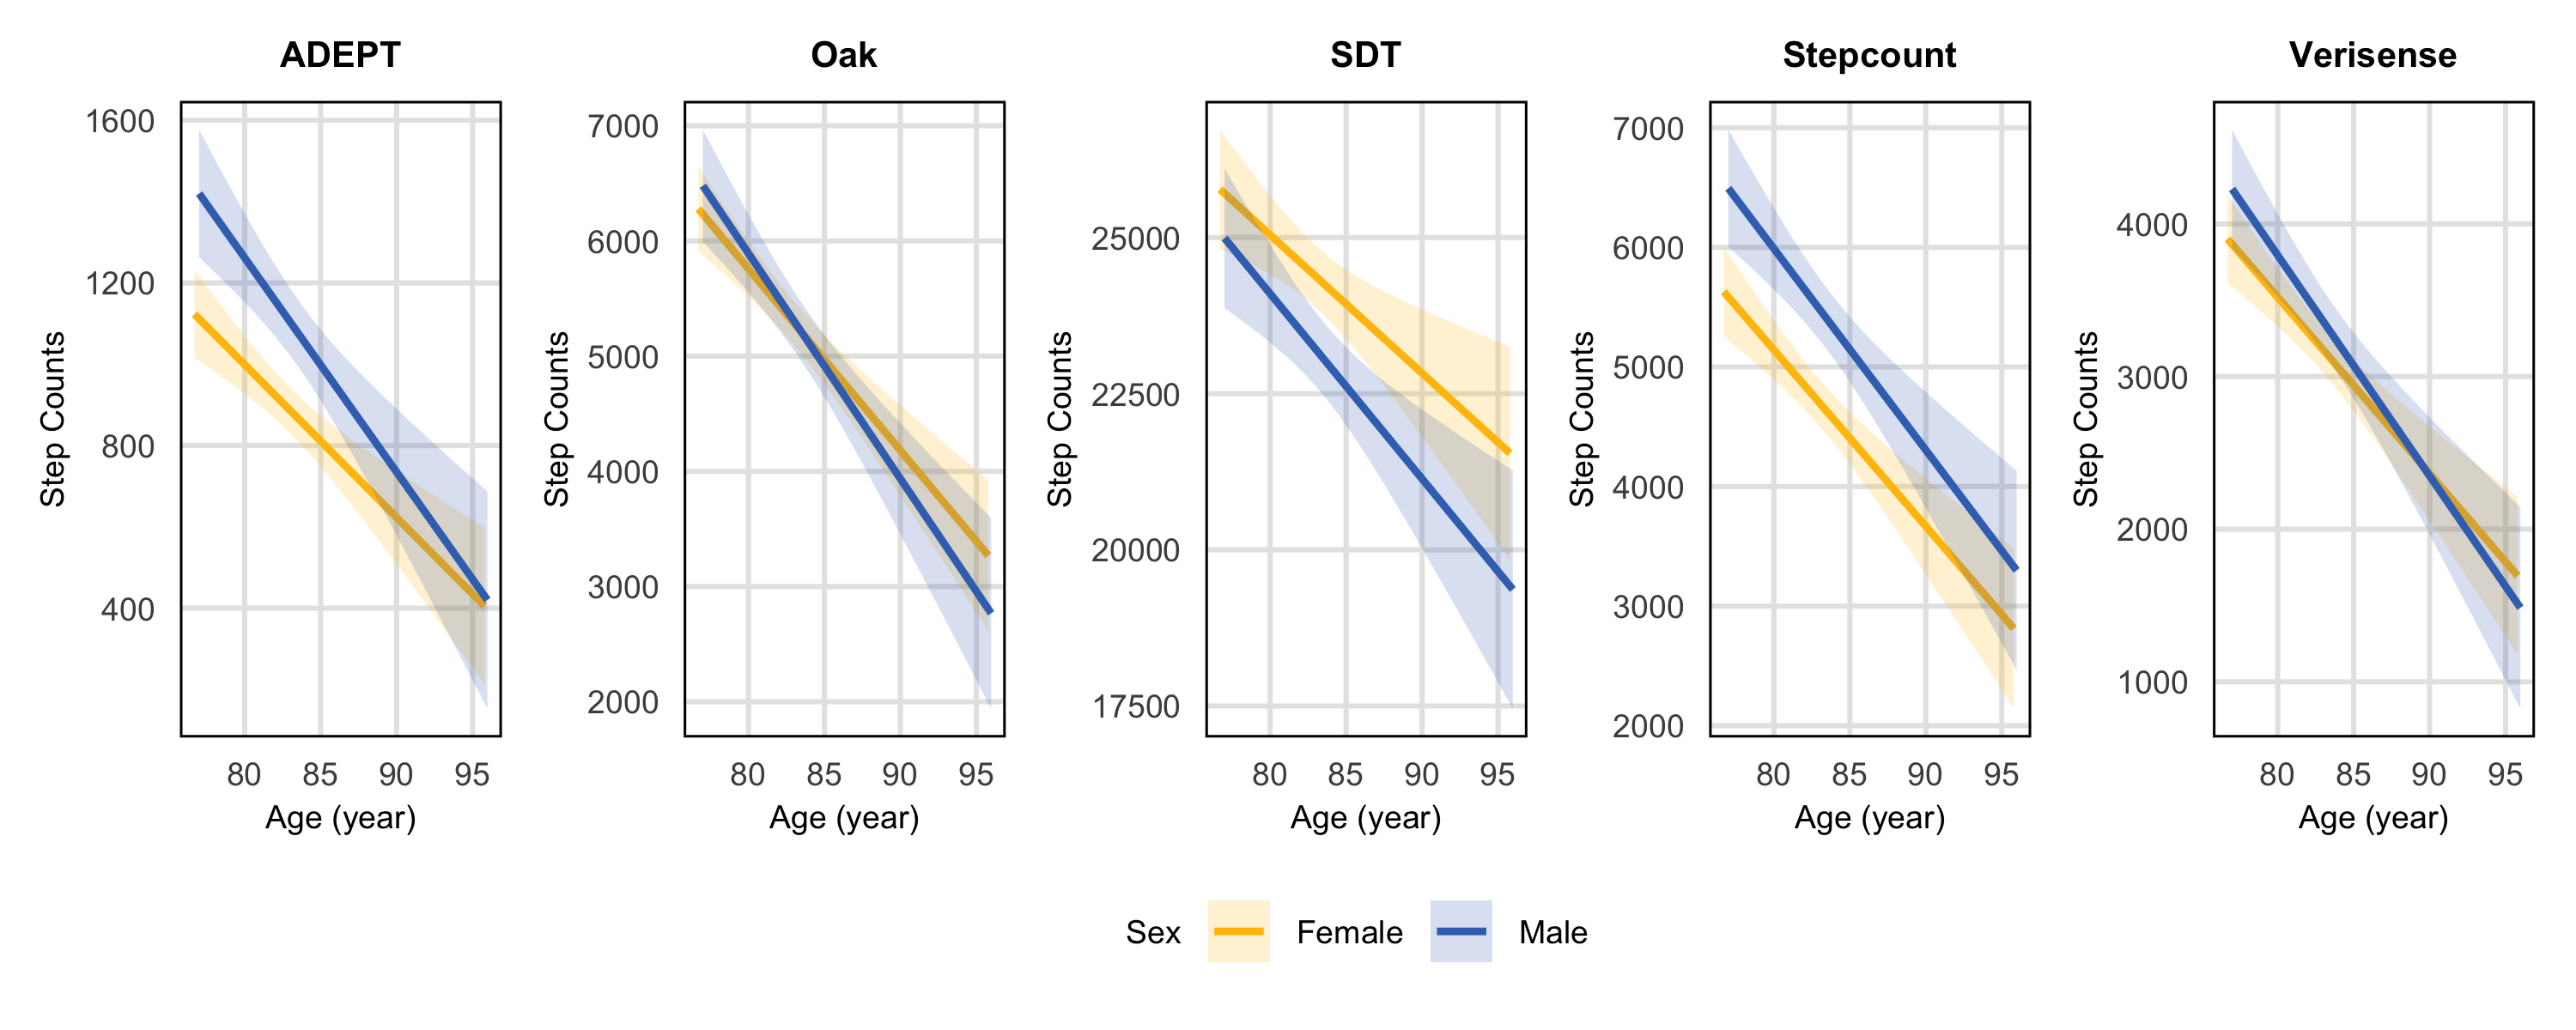 ADEPT
Oak
SDT
Stepcount
Verisense
Step Counts
1600
1200
800
400
80 85 90 95
Age (year)
Step Counts
7000
6000
5000
4000
3000
2000
80 85 90 95
Age (year)
Step Counts
25000
22500
20000
17500
80 85 90 95
Age (year)
Step Counts
7000
6000
5000
4000
3000
2000
80 85 90 95
Age (year)
Step Counts
4000
3000
2000
1000
80 85 90 95
Age (year)
Sex Female Male